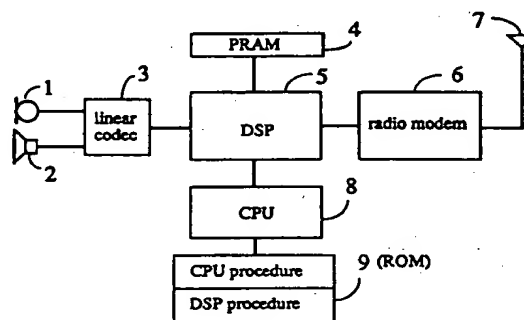 PRAM
4
7
1
3
5
6
linear
codec
DSP
radio modem
2
CPU
8
CPU procedure
9 (ROM)
DSP procedure